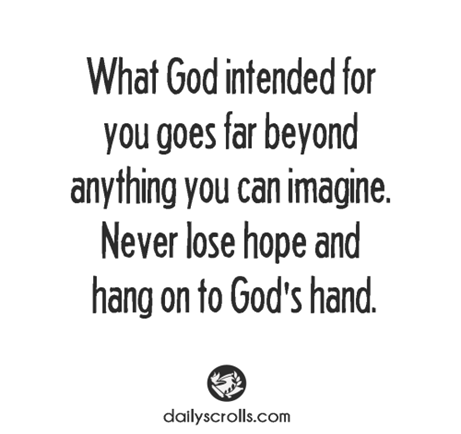 What God intended for
you goes far beyond
anything you can imagine.
Never lose hope and
hang on to God's hand.
dailyscrolls.com